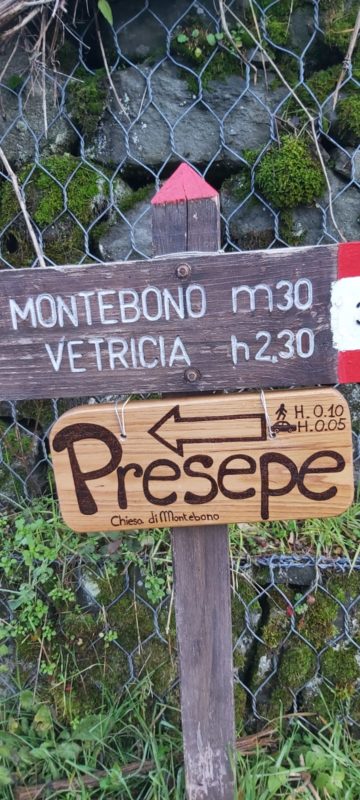 MONTEBONO m30
VETRICIA h2,30
H.0.10
H.0.05
Presepe
Chiesa di Montebono